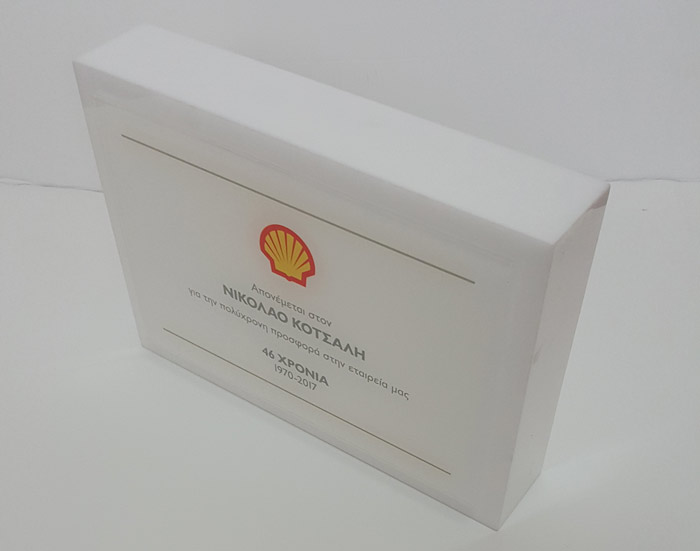 Απονέμεται στον
ΝΙΚΟΛΑΟ ΚΟΤΣΑΛΗ
για την πολύχρονη προσφορά στην εταιρεία μας
46 ΧΡΟΝΙΑ
1970-2017